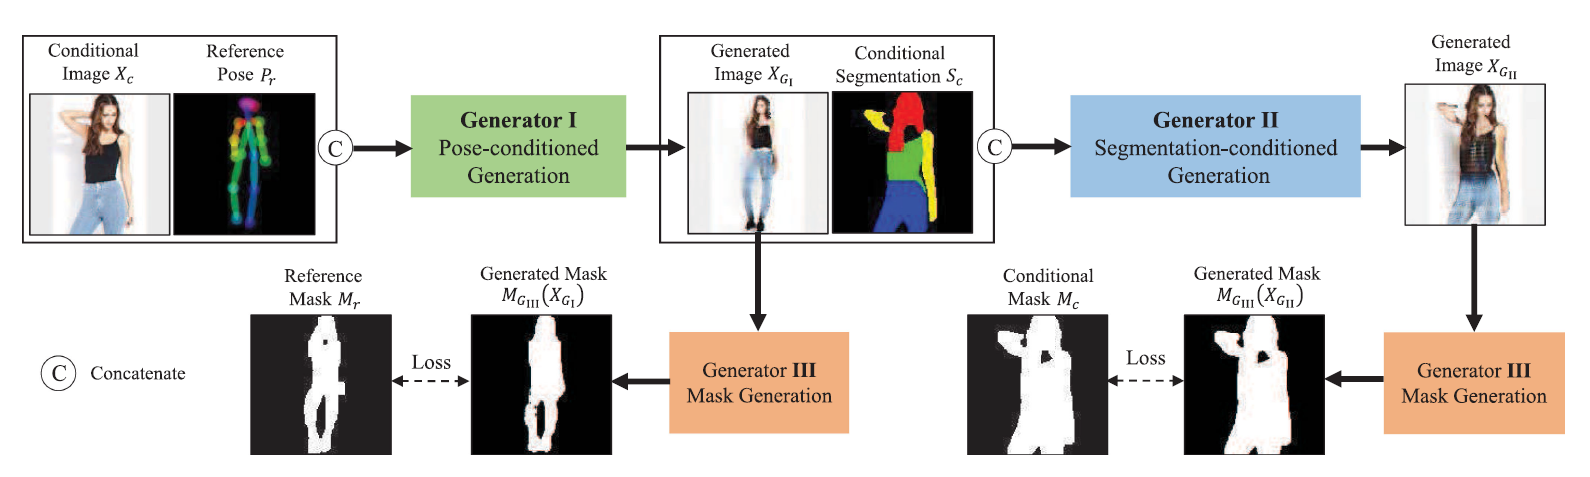 Conditional
Image X_c
Reference
Pose P_r
C
Generator I
Pose-conditioned
Generation
Generated
Image X_{G_I}
Conditional
Segmentation S_c
C
Generator II
Segmentation-conditioned
Generation
Generated
Image X_{G_{II}}
Reference
Mask M_r
Loss
Generated Mask
M_{G_{III}}(X_{G_I})
Generator III
Mask Generation
Conditional
Mask M_c
Loss
Generated Mask
M_{G_{III}}(X_{G_{II}})
Generator III
Mask Generation
C Concatenate